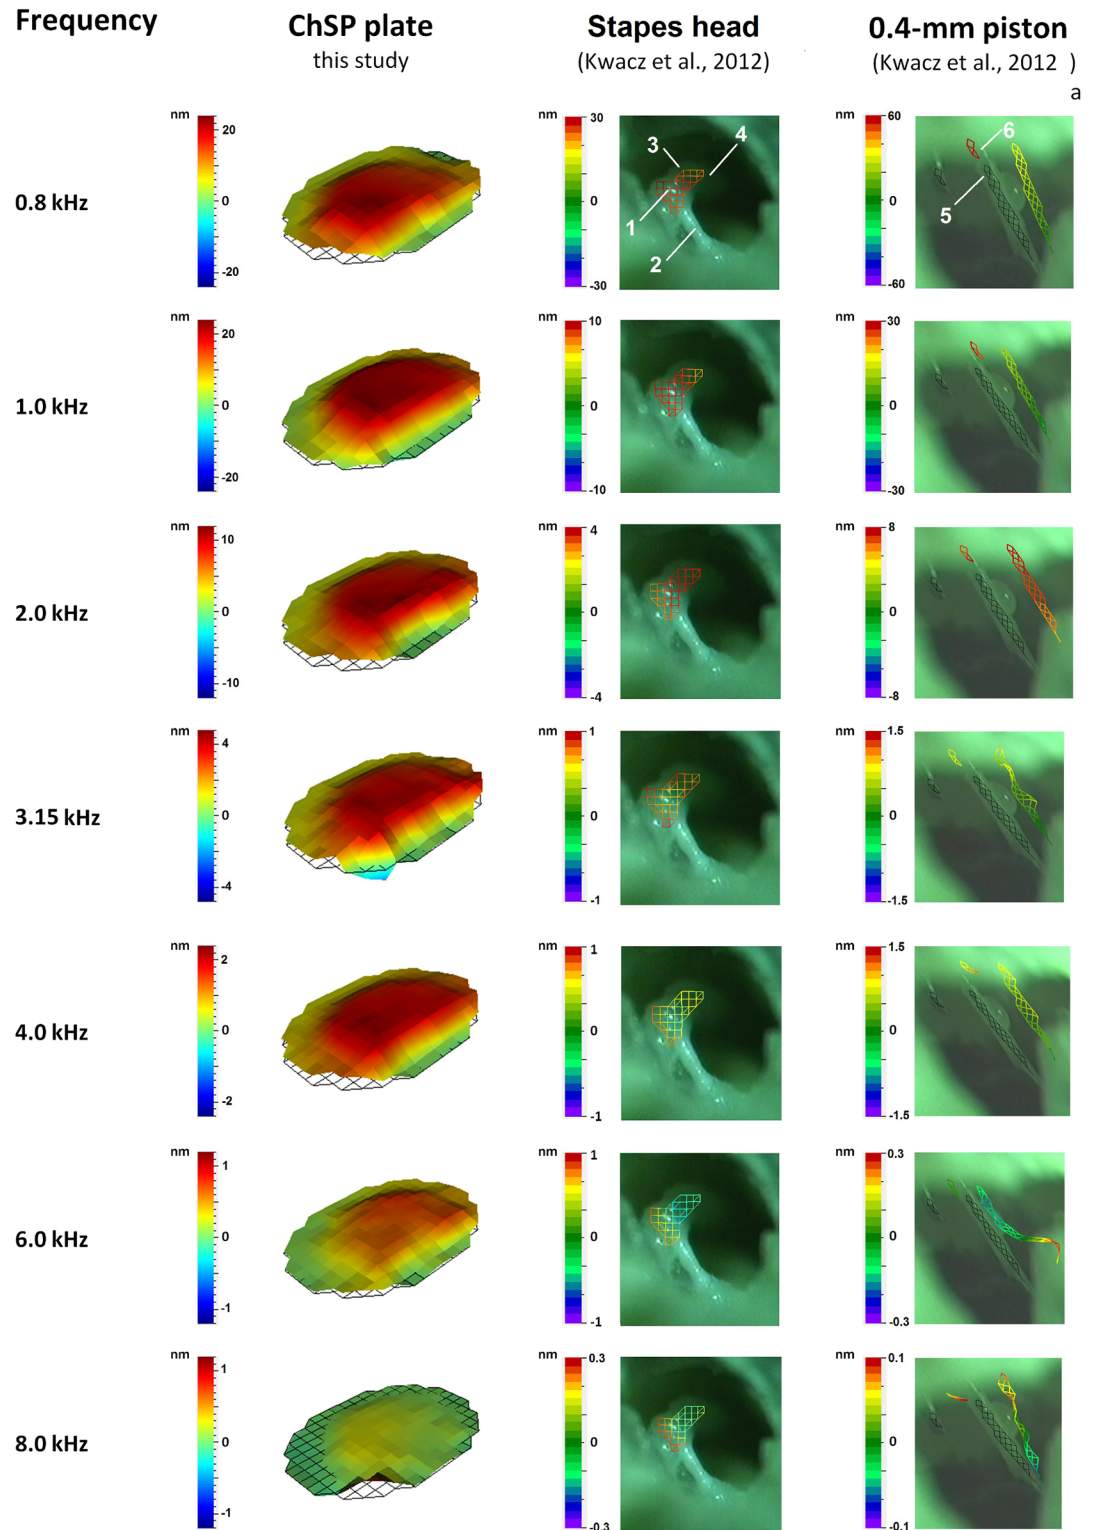 Frequency
ChSP plate
this study
Stapes head
(Kwacz et al., 2012)
0.4-mm piston
(Kwacz et al., 2012 )
a
0.8 kHz
nm
20
0
-20
nm
30
0
-30
1
2
3
4
nm
60
0
-60
5
6
1.0 kHz
nm
20
0
-20
nm
10
0
-10
nm
30
0
-30
2.0 kHz
nm
10
0
-10
nm
4
0
-4
nm
8
0
-8
3.15 kHz
nm
4
0
-4
nm
1
0
-1
nm
1.5
0
-1.5
4.0 kHz
nm
2
0
-2
nm
1
0
-1
nm
1.5
0
-1.5
6.0 kHz
nm
1
0
-1
nm
1
0
-1
nm
0.3
0
-0.3
8.0 kHz
nm
1
0
-1
nm
0.3
0
-0.3
nm
0.1
0
-0.1